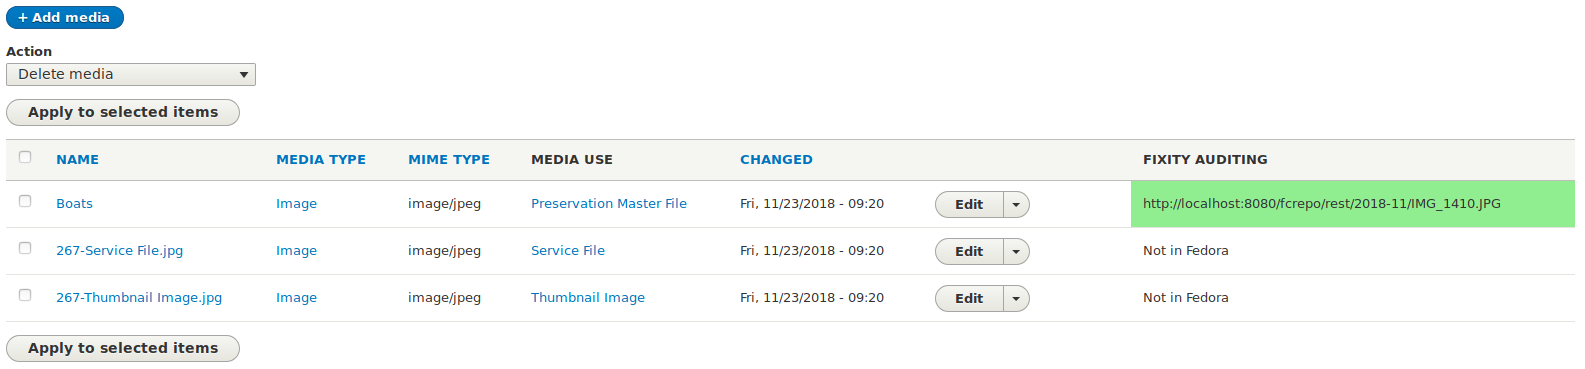 + Add media
Action
Delete media
Apply to selected items
NAME MEDIA TYPE MIME TYPE MEDIA USE CHANGED FIXITY AUDITING
Boats Image image/jpeg Preservation Master File Fri, 11/23/2018 - 09:20 Edit http://localhost:8080/fcrepo/rest/2018-11/IMG_1410.JPG
267-Service File.jpg Image image/jpeg Service File Fri, 11/23/2018 - 09:20 Edit Not in Fedora
267-Thumbnail Image.jpg Image image/jpeg Thumbnail Image Fri, 11/23/2018 - 09:20 Edit Not in Fedora
Apply to selected items